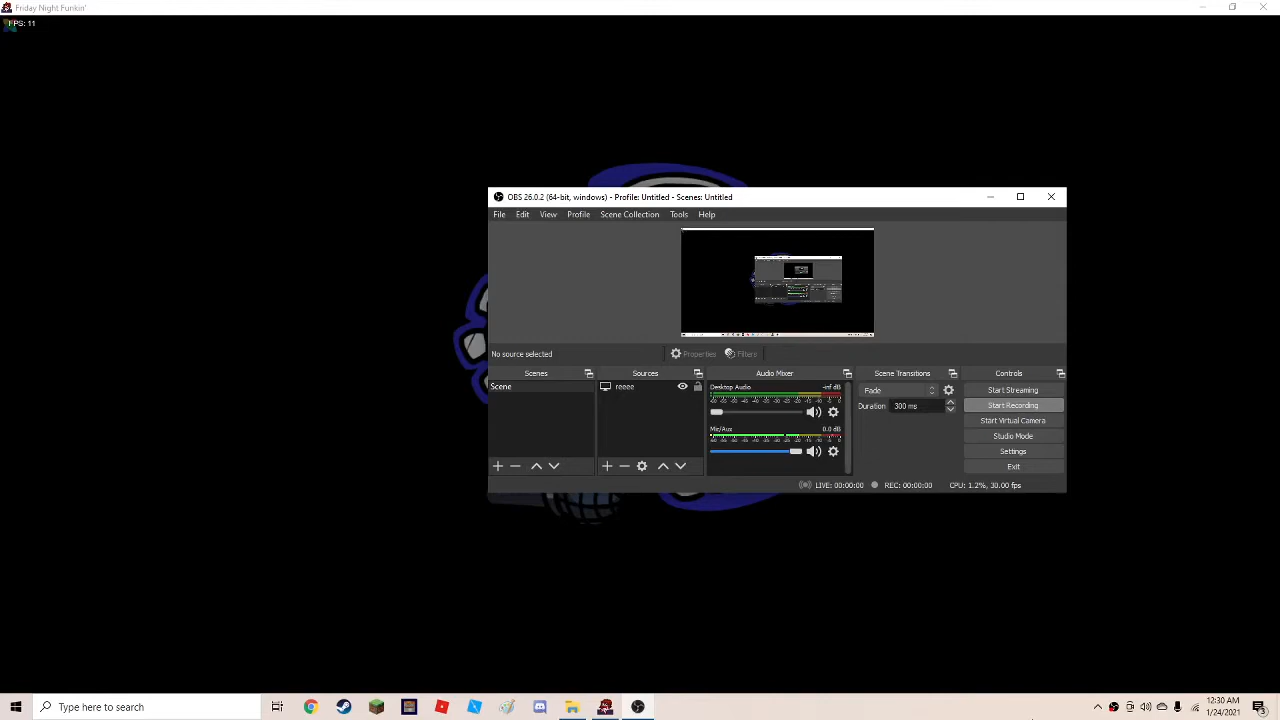 Friday Night Funkin'
FPS: 11
OBS 26.0.2 (64-bit, windows) - Profile: Untitled - Scenes: Untitled
File Edit View Profile Scene Collection Tools Help
No source selected
Properties
Filters
Scenes
Sources
Audio Mixer
Scene Transitions
Controls
Scene
reeee
Desktop Audio
-inf dB
Mic/Aux
0.0 dB
Fade
Duration 300 ms
Start Streaming
Start Recording
Start Virtual Camera
Studio Mode
Settings
Exit
LIVE: 00:00:00
REC: 00:00:00
CPU: 1.2%, 30.00 fps
Type here to search
12:30 AM
1/24/2021
3